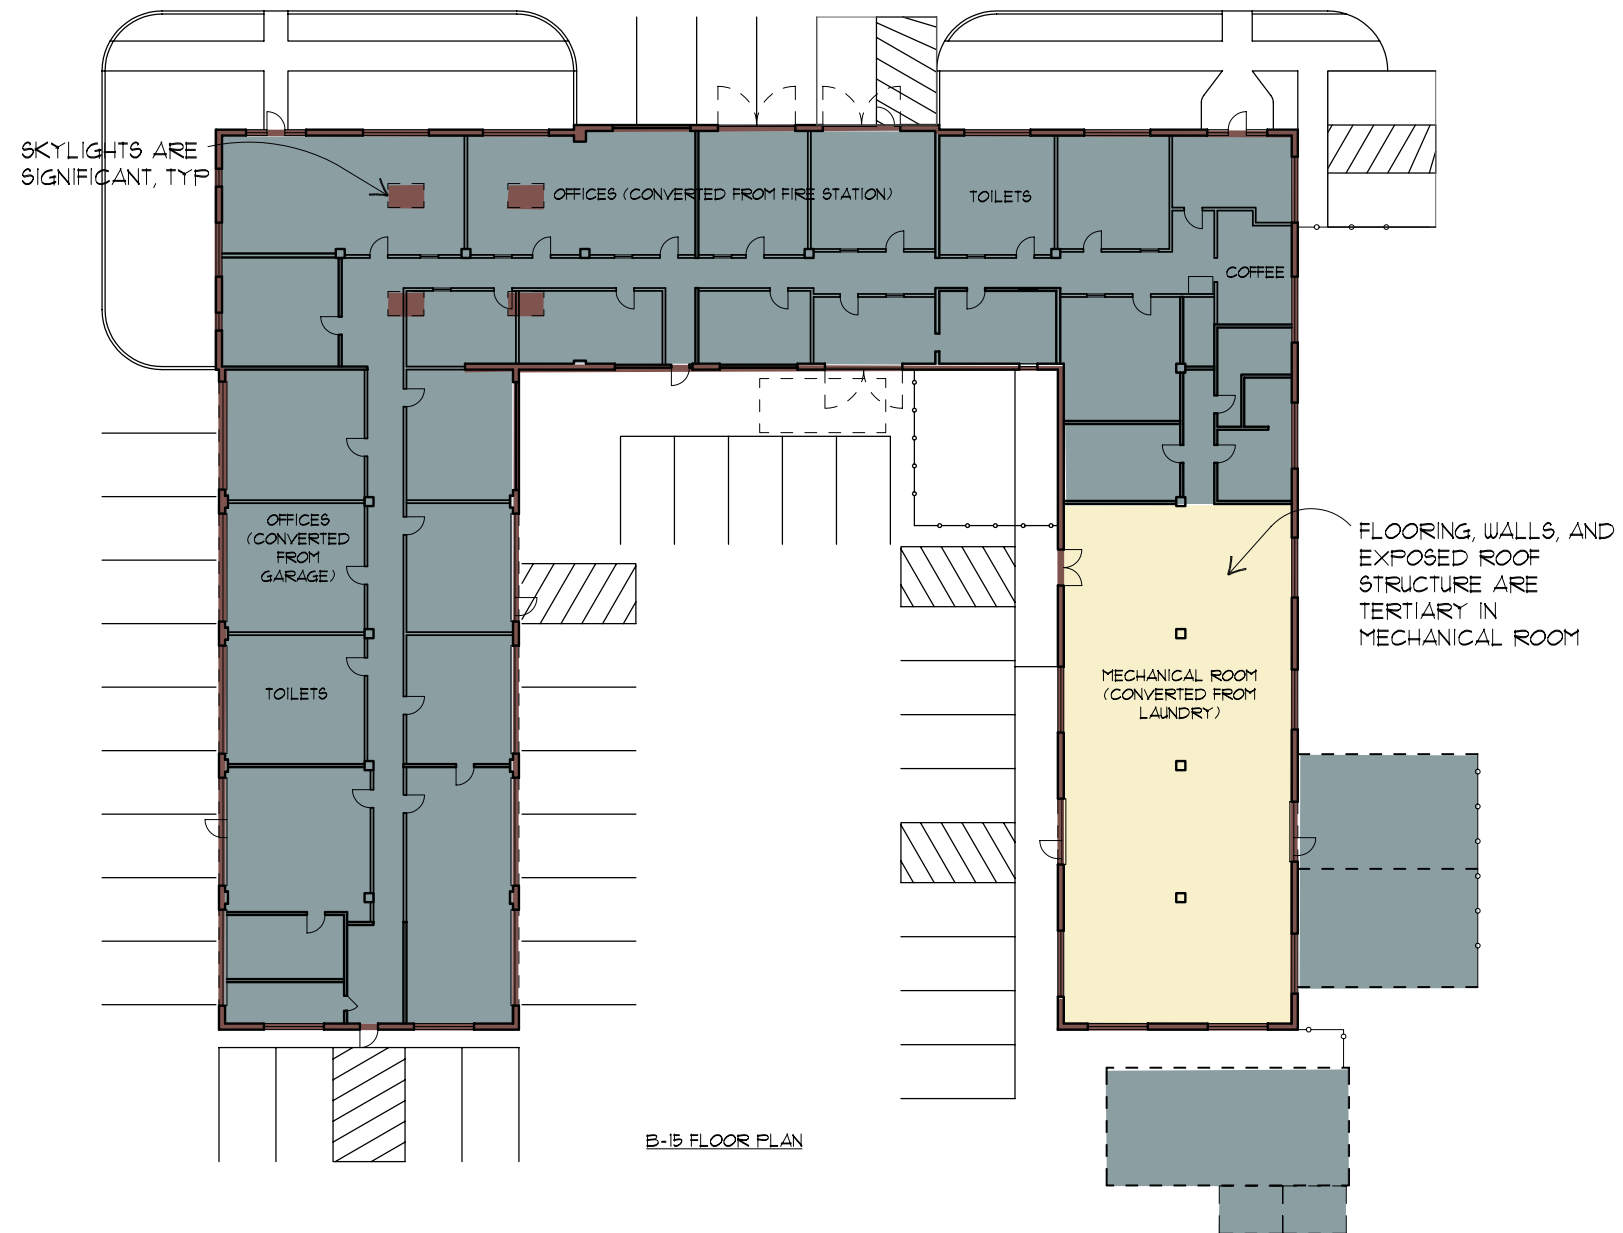 SKYLIGHTS ARE
SIGNIFICANT, TYP
OFFICES (CONVERTED FROM FIRE STATION)
TOILETS
COFFEE
OFFICES
(CONVERTED
FROM
GARAGE)
FLOORING, WALLS, AND
EXPOSED ROOF
STRUCTURE ARE
TERTIARY IN
MECHANICAL ROOM
TOILETS
MECHANICAL ROOM
(CONVERTED FROM
LAUNDRY)
B-15 FLOOR PLAN